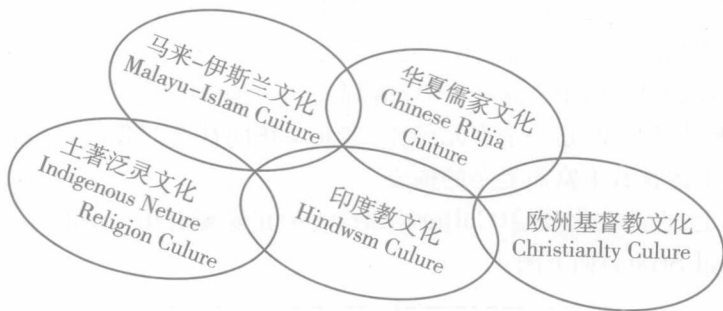 马来-伊斯兰文化
Malayu-Islam Cuiture
华夏儒家文化
Chinese Rujia
Cuiture
土著泛灵文化
Indigenous Neture
Religion Culure
印度教文化
Hindwsm Culure
欧洲基督教文化
Christianlty Culure